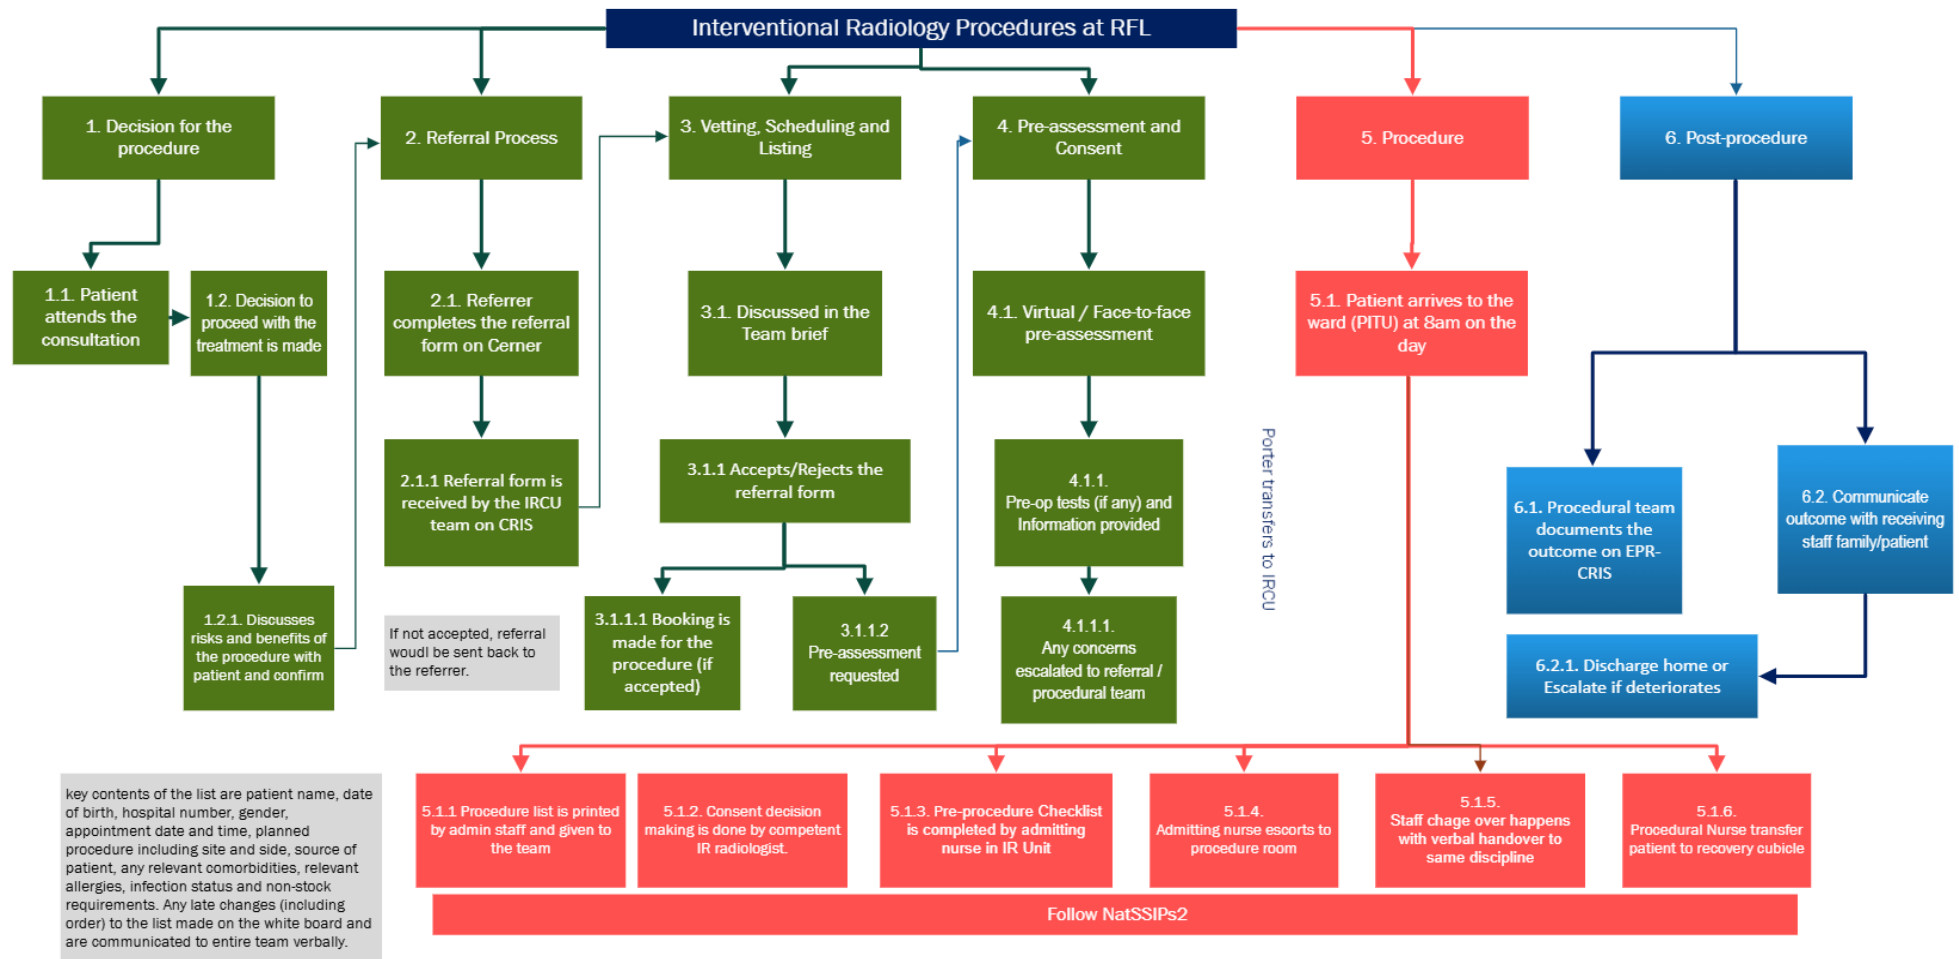 Interventional Radiology Procedures at RFL
1. Decision for the
procedure
2. Referral Process
3. Vetting, Scheduling and
Listing
4. Pre-assessment and
Consent
5. Procedure
6. Post-procedure
1.1. Patient
attends the
consultation
1.2. Decision to
proceed with the
treatment is made
2.1. Referrer
completes the referral
form on Cerner
3.1. Discussed in the
Team brief
4.1. Virtual / Face-to-face
pre-assessment
5.1. Patient arrives to the
ward (PITU) at 8am on the
day
2.1.1 Referral form is
received by the IRCU
team on CRIS
3.1.1 Accepts/Rejects the
referral form
4.1.1.
Pre-op tests (if any) and
Information provided
Porter transfers to IRCU
6.1. Procedural team
documents the
outcome on EPR-
CRIS
6.2. Communicate
outcome with receiving
staff family/patient
1.2.1. Discusses
risks and benefits of
the procedure with
patient and confirm
If not accepted, referral
woudl be sent back to
the referrer.
3.1.1.1 Booking is
made for the
procedure (if
accepted)
3.1.1.2
Pre-assessment
requested
4.1.1.1.
Any concerns
escalated to referral /
procedural team
6.2.1. Discharge home or
Escalate if deteriorates
key contents of the list are patient name, date
of birth, hospital number, gender,
appointment date and time, planned
procedure including site and side, source of
patient, any relevant comorbidities, relevant
allergies, infection status and non-stock
requirements. Any late changes (including
order) to the list made on the white board and
are communicated to entire team verbally.
5.1.1 Procedure list is printed
by admin staff and given to
the team
5.1.2. Consent decision
making is done by competent
IR radiologist.
5.1.3. Pre-procedure Checklist
is completed by admitting
nurse in IR Unit
5.1.4.
Admitting nurse escorts to
procedure room
5.1.5.
Staff chage over happens
with verbal handover to
same discipline
5.1.6.
Procedural Nurse transfer
patient to recovery cubicle
Follow NatSSIPs2